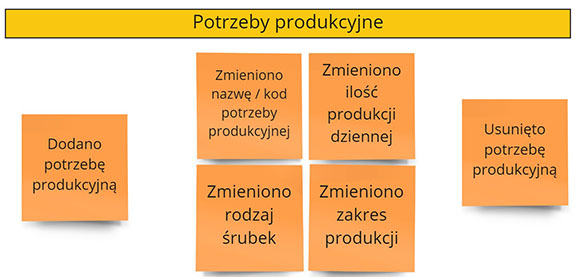 Potrzeby produkcyjne
Dodano
potrzebę
produkcyjną
Zmieniono
nazwę / kod
potrzeby
produkcyjnej
Zmieniono
ilość
produkcji
dziennej
Zmieniono
rodzaj
śrubek
Zmieniono
zakres
produkcji
Usunięto
potrzebę
produkcyjną